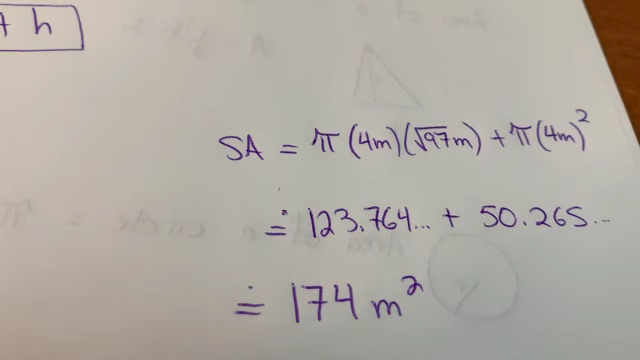 + h
SA = π(4m)(√97m) + π(4m)²
≐ 123.764... + 50.265...
≐ 174 m²